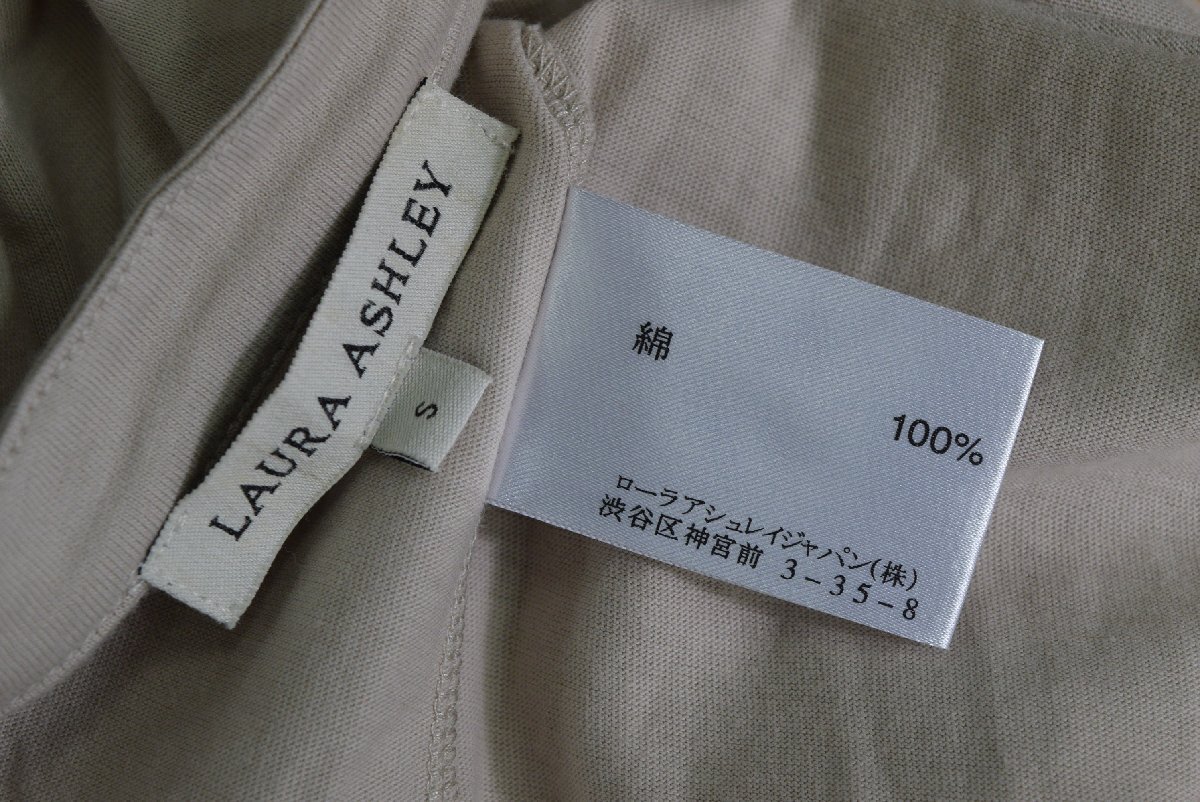 LAURA ASHLEY
S
綿
100%
ローラアシュレイジャパン(株)
渋谷区神宮前 3-35-8